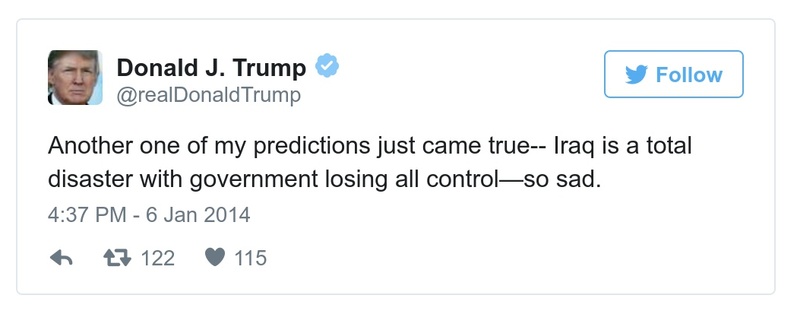 Donald J. Trump
@realDonaldTrump
Follow
Another one of my predictions just came true-- Iraq is a total
disaster with government losing all control—so sad.
4:37 PM - 6 Jan 2014
122 115